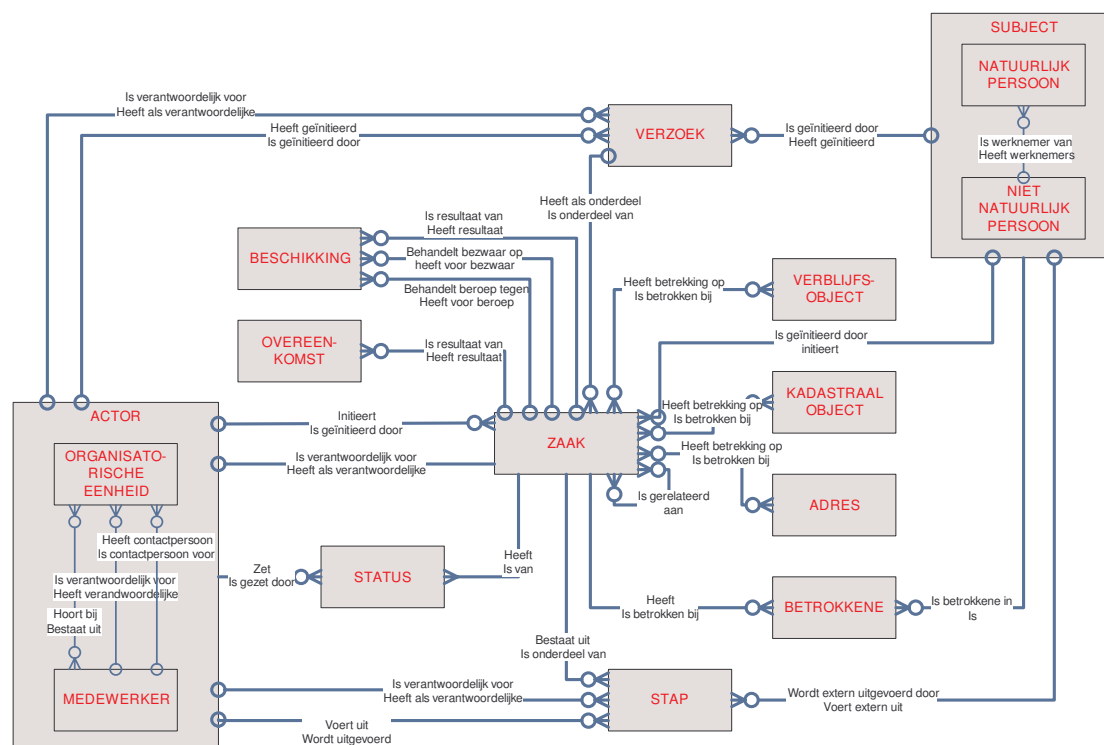 SUBJECT
NATUURLIJK
PERSOON
Is werknemer van
Heeft werknemers
NIET
NATUURLIJK
PERSOON
Is verantwoordelijk voor
Heeft als verantwoordelijke
Heeft geïnitieerd
Is geïnitieerd door
VERZOEK
Is geïnitieerd door
Heeft geïnitieerd
Heeft als onderdeel
Is onderdeel van
BESCHIKKING
Is resultaat van
Heeft resultaat
Behandelt bezwaar op
heeft voor bezwaar
Behandelt beroep tegen
Heeft voor beroep
Heeft betrekking op
Is betrokken bij
VERBLIJFS-
OBJECT
OVEREEN-
KOMST
Is resultaat van
Heeft resultaat
Is geïnitieerd door
initieert
ACTOR
Initieert
Is geïnitieerd door
ZAAK
Heeft betrekking op
Is betrokken bij
KADASTRAAL
OBJECT
Is verantwoordelijk voor
Heeft als verantwoordelijke
Heeft betrekking op
Is betrokken bij
ORGANISATO-
RISCHE
EENHEID
Is gerelateerd
aan
ADRES
Heeft contactpersoon
Is contactpersoon voor
Is verantwoordelijk voor
Heeft verandwoordelijke
Hoort bij
Bestaat uit
MEDEWERKER
Zet
Is gezet door
STATUS
Heeft
Is van
Heeft
Is betrokken bij
BETROKKENE
Is betrokkene in
Is
Bestaat uit
Is onderdeel van
Is verantwoordelijk voor
Heeft als verantwoordelijke
STAP
Wordt extern uitgevoerd door
Voert extern uit
Voert uit
Wordt uitgevoerd